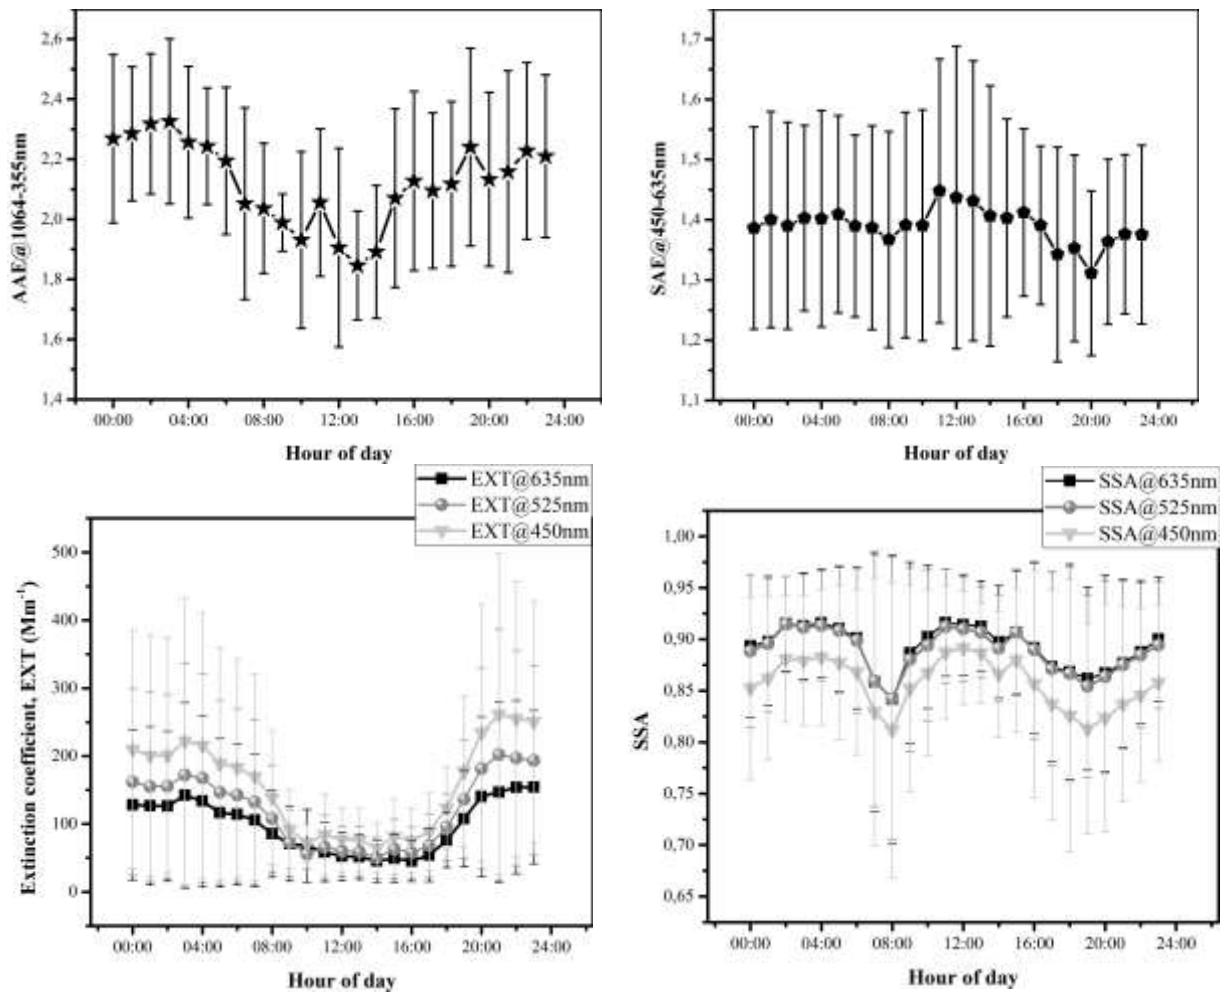 AAE@1064-355nm
2,6
2,4
2,2
2,0
1,8
1,6
1,4
00:00 04:00 08:00 12:00 16:00 20:00 24:00
Hour of day
SAE@450-635nm
1,7
1,6
1,5
1,4
1,3
1,2
1,1
00:00 04:00 08:00 12:00 16:00 20:00 24:00
Hour of day
EXT@635nm
EXT@525nm
EXT@450nm
Extinction coefficient, EXT (Mm⁻¹)
500
400
300
200
100
0
00:00 04:00 08:00 12:00 16:00 20:00 24:00
Hour of day
SSA@635nm
SSA@525nm
SSA@450nm
SSA
1,00
0,95
0,90
0,85
0,80
0,75
0,70
0,65
00:00 04:00 08:00 12:00 16:00 20:00 24:00
Hour of day